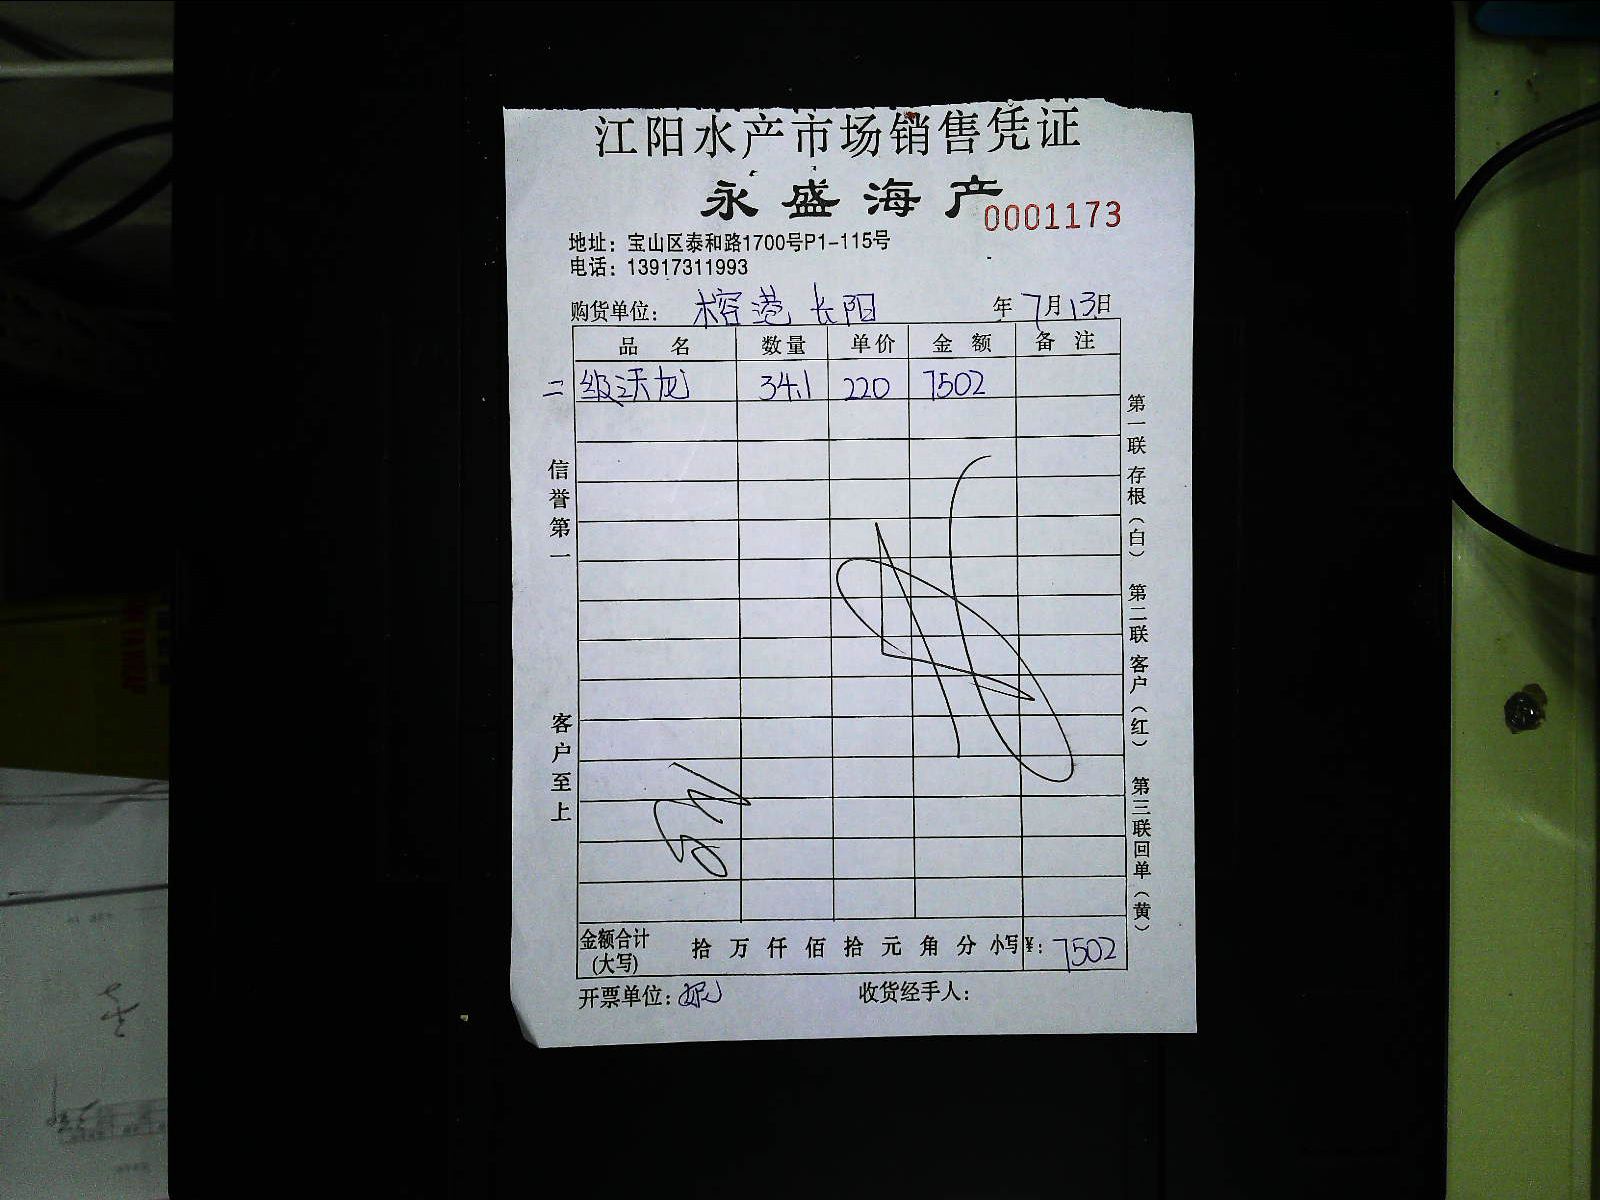 江阳水产市场销售凭证
永盛海产
0001173
地址：宝山区泰和路1700号P1-115号
电话：13917311993
购货单位：榕港 长阳 年7月13日
品名 数量 单价 金额 备注
二级沃龙 34.1 220 7502
信誉第一
客户至上
第一联 存根（白） 第二联 客户（红） 第三联 回单（黄）
金额合计(大写) 拾 万 仟 佰 拾 元 角 分 小写¥：7502
开票单位： 收货经手人：